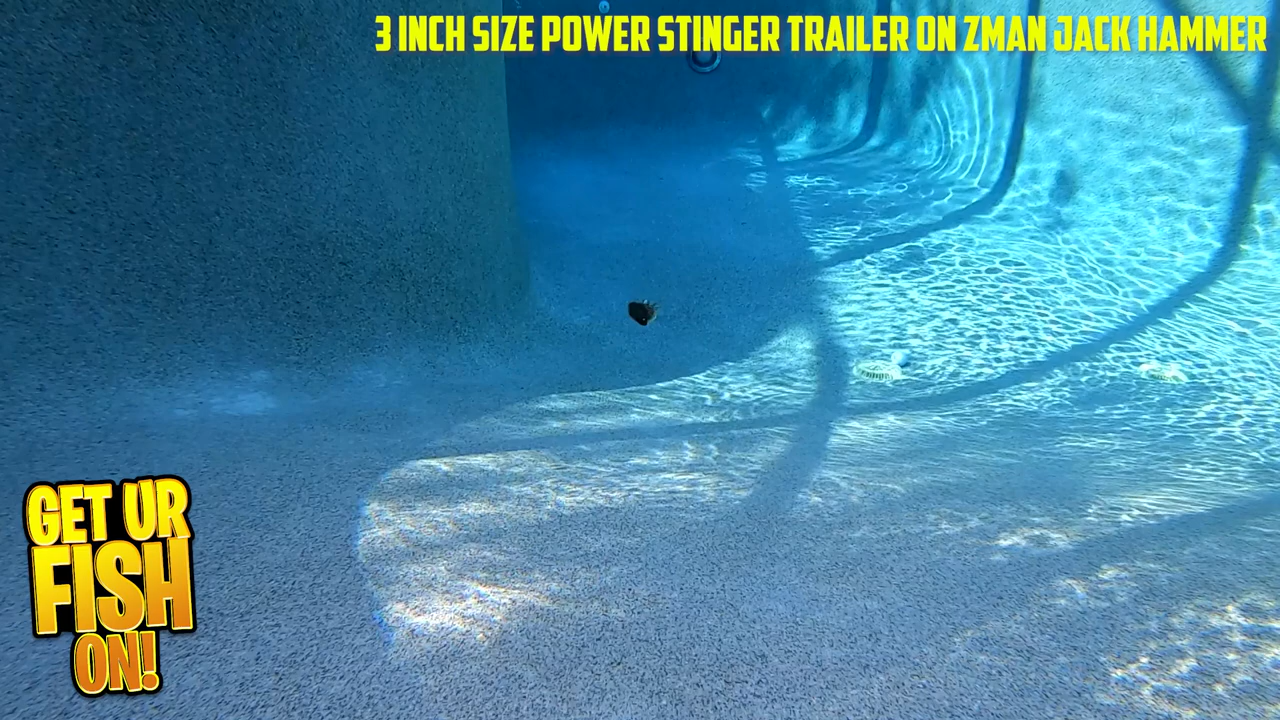 3 INCH SIZE POWER STINGER TRAILER ON ZMAN JACK HAMMER
GET UR
FISH
ON!